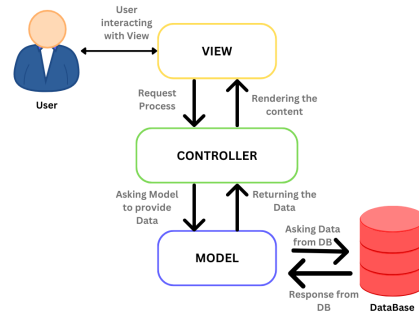 User
interacting
with View
VIEW
User
Request
Process
Rendering the
content
CONTROLLER
Asking Model
to provide
Data
Returning the
Data
Asking Data
from DB
MODEL
Response from
DB
DataBase